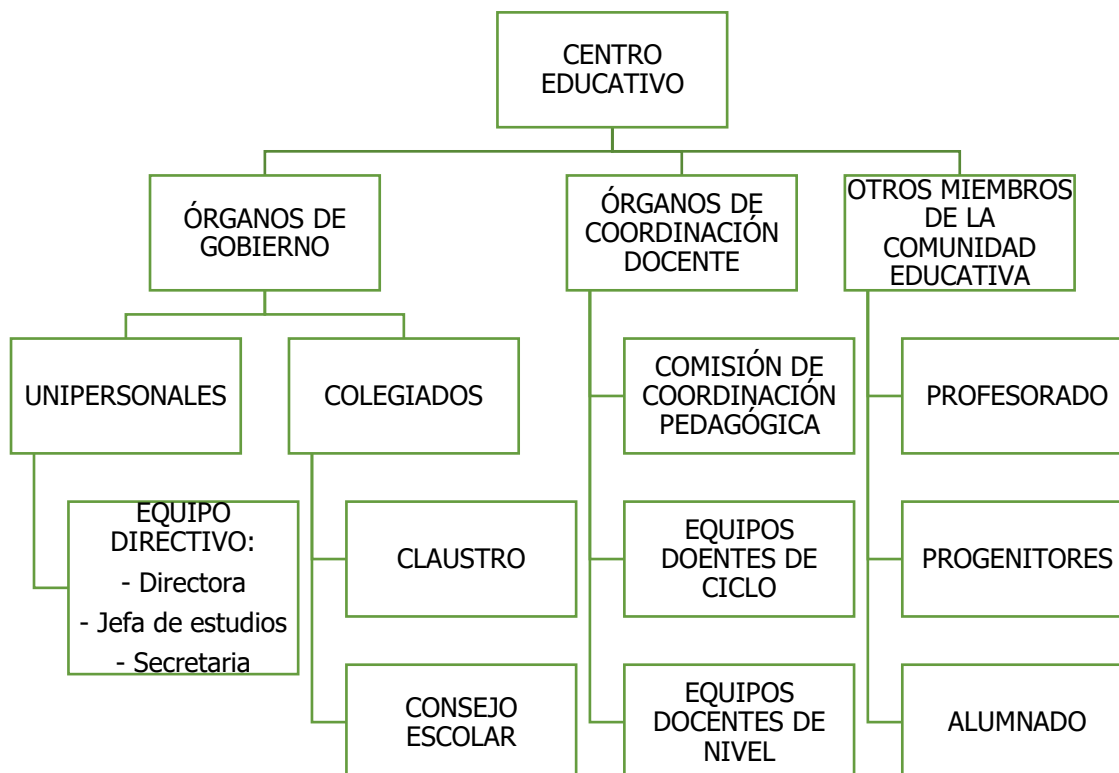 CENTRO
EDUCATIVO
ÓRGANOS DE
GOBIERNO
ÓRGANOS DE
COORDINACIÓN
DOCENTE
OTROS MIEMBROS
DE LA
COMUNIDAD
EDUCATIVA
UNIPERSONALES
COLEGIADOS
COMISIÓN DE
COORDINACIÓN
PEDAGÓGICA
PROFESORADO
EQUIPO
DIRECTIVO:
- Directora
- Jefa de estudios
- Secretaria
CLAUSTRO
EQUIPOS
DOENTES DE
CICLO
PROGENITORES
CONSEJO
ESCOLAR
EQUIPOS
DOCENTES DE
NIVEL
ALUMNADO